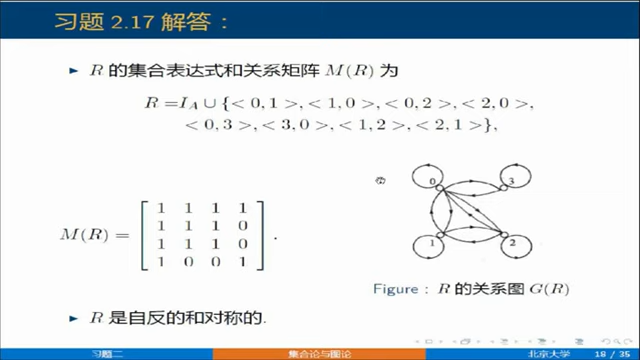 习题 2.17 解答：
R 的集合表达式和关系矩阵 M(R) 为
R =I_A ∪ {< 0, 1 >, < 1, 0 >, < 0, 2 >, < 2, 0 >,
< 0, 3 >, < 3, 0 >, < 1, 2 >, < 2, 1 >},
0 3
M(R) = [ 1 1 1 1
1 1 1 0
1 1 1 0
1 0 0 1 ] .
1 2
Figure : R 的关系图 G(R)
R 是自反的和对称的.
习题二 集合论与图论 北京大学 18 / 35